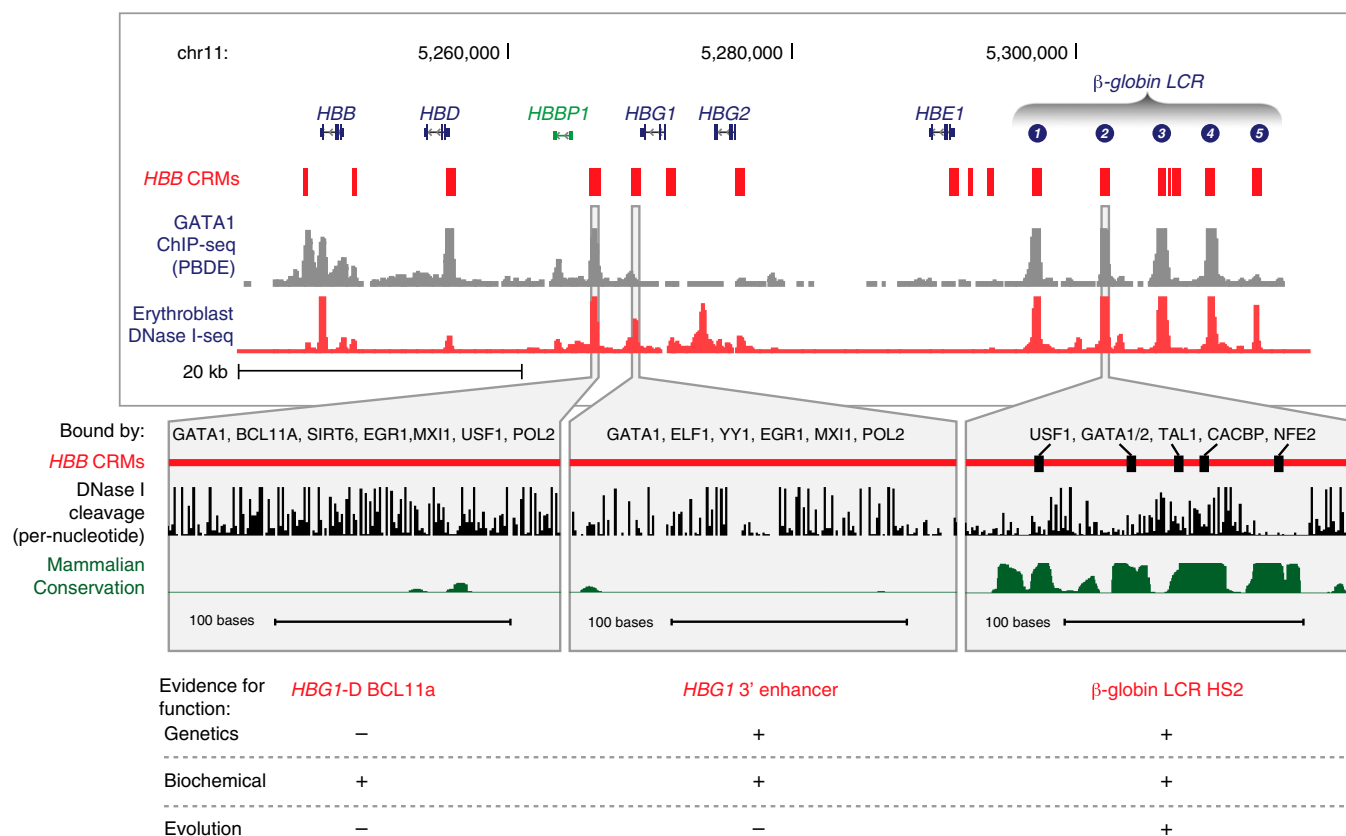 chr11: 5,260,000 5,280,000 5,300,000
β-globin LCR
HBB HBD HBBP1 HBG1 HBG2 HBE1
1 2 3 4 5
HBB CRMs
GATA1
ChIP-seq
(PBDE)
Erythroblast
DNase I-seq
20 kb
Bound by: GATA1, BCL11A, SIRT6, EGR1,MXI1, USF1, POL2 GATA1, ELF1, YY1, EGR1, MXI1, POL2 USF1, GATA1/2, TAL1, CACBP, NFE2
HBB CRMs
DNase I
cleavage
(per-nucleotide)
Mammalian
Conservation
100 bases 100 bases 100 bases
Evidence for
function:
HBG1-D BCL11a HBG1 3' enhancer β-globin LCR HS2
Genetics − + +
Biochemical + + +
Evolution − − +